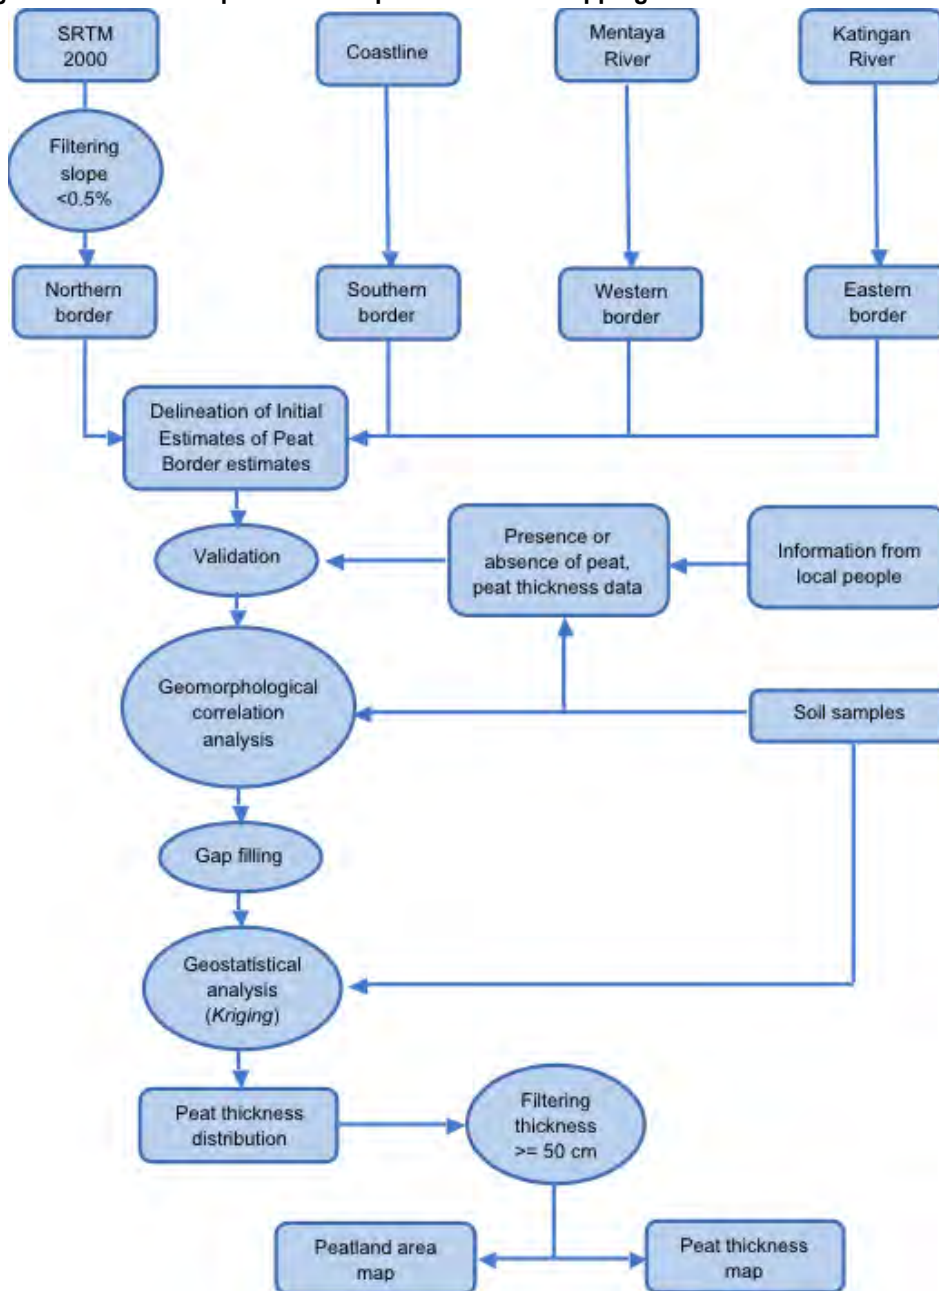 SRTM
2000
Coastline
Mentaya
River
Katingan
River
Filtering
slope
<0.5%
Northern
border
Southern
border
Western
border
Eastern
border
Delineation of Initial
Estimates of Peat
Border estimates
Validation
Presence or
absence of peat,
peat thickness data
Information from
local people
Geomorphological
correlation
analysis
Soil samples
Gap filling
Geostatistical
analysis
(Kriging)
Peat thickness
distribution
Filtering
thickness
>= 50 cm
Peatland area
map
Peat thickness
map